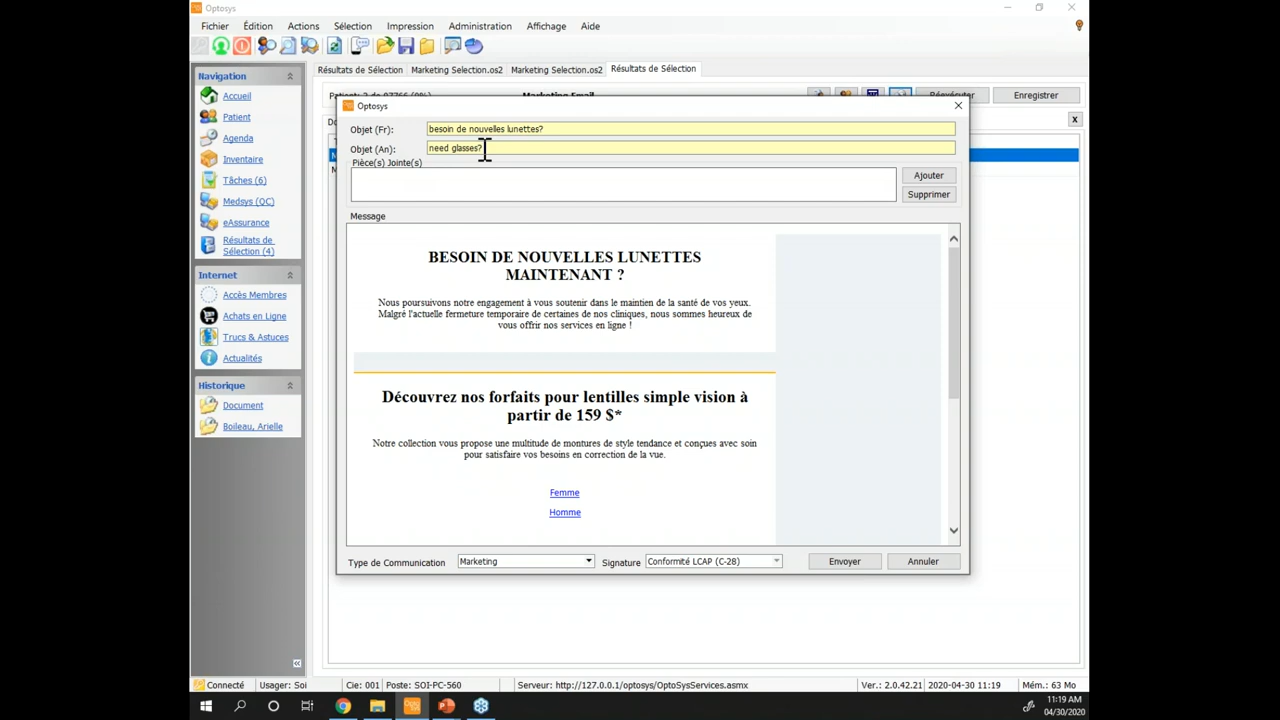 Optosys
Fichier Édition Actions Sélection Impression Administration Affichage Aide
Navigation
Accueil
Patient
Agenda
Inventaire
Tâches (6)
Medsys (QC)
eAssurance
Résultats de
Sélection (4)
Internet
Accès Membres
Achats en Ligne
Trucs & Astuces
Actualités
Historique
Document
Boileau, Arielle
Résultats de Sélection Marketing Selection.os2 Marketing Selection.os2 Résultats de Sélection
Marketing Email
Réexécuter Enregistrer
Optosys
Objet (Fr): besoin de nouvelles lunettes?
Objet (An): need glasses?
Pièce(s) Jointe(s)
Ajouter
Supprimer
Message
BESOIN DE NOUVELLES LUNETTES
MAINTENANT ?
Nous poursuivons notre engagement à vous soutenir dans le maintien de la santé de vos yeux.
Malgré l'actuelle fermeture temporaire de certaines de nos cliniques, nous sommes heureux de
vous offrir nos services en ligne !
Découvrez nos forfaits pour lentilles simple vision à
partir de 159 $*
Notre collection vous propose une multitude de montures de style tendance et conçues avec soin
pour satisfaire vos besoins en correction de la vue.
Femme
Homme
Type de Communication Marketing Signature Conformité LCAP (C-28) Envoyer Annuler
Connecté Usager: Soi Cie: 001 Poste: SOI-PC-560 Serveur: http://127.0.0.1/optosys/OptoSysServices.asmx Ver.: 2.0.42.21 2020-04-30 11:19 Mém.: 63 Mo
11:19 AM
04/30/2020